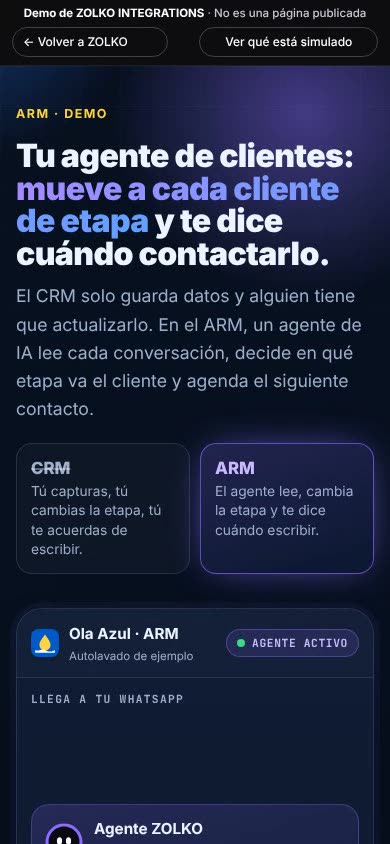 Demo de ZOLKO INTEGRATIONS · No es una página publicada
← Volver a ZOLKO
Ver qué está simulado
ARM · DEMO
Tu agente de clientes:
mueve a cada cliente
de etapa y te dice
cuándo contactarlo.
El CRM solo guarda datos y alguien tiene
que actualizarlo. En el ARM, un agente de
IA lee cada conversación, decide en qué
etapa va el cliente y agenda el siguiente
contacto.
CRM
Tú capturas, tú
cambias la etapa, tú
te acuerdas de
escribir.
ARM
El agente lee, cambia
la etapa y te dice
cuándo escribir.
Ola Azul · ARM
Autolavado de ejemplo
AGENTE ACTIVO
LLEGA A TU WHATSAPP
Agente ZOLKO